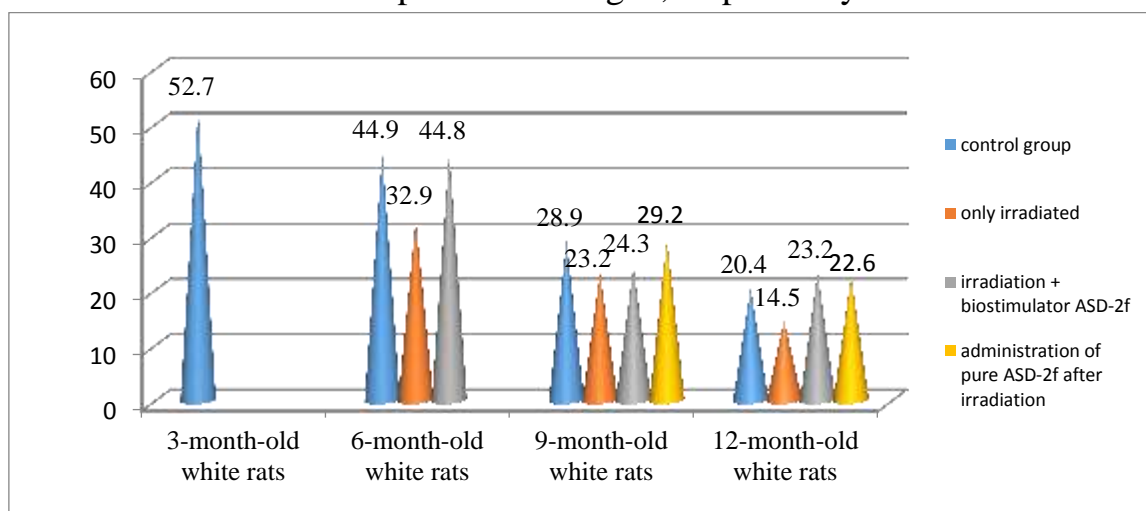 60
50
40
30
20
10
0
52.7
44.9
32.9
44.8
28.9
23.2
24.3
29.2
20.4
14.5
23.2
22.6
3-month-old
white rats
6-month-old
white rats
9-month-old
white rats
12-month-old
white rats
control group
only irradiated
irradiation +
biostimulator ASD-2f
administration of
pure ASD-2f after
irradiation